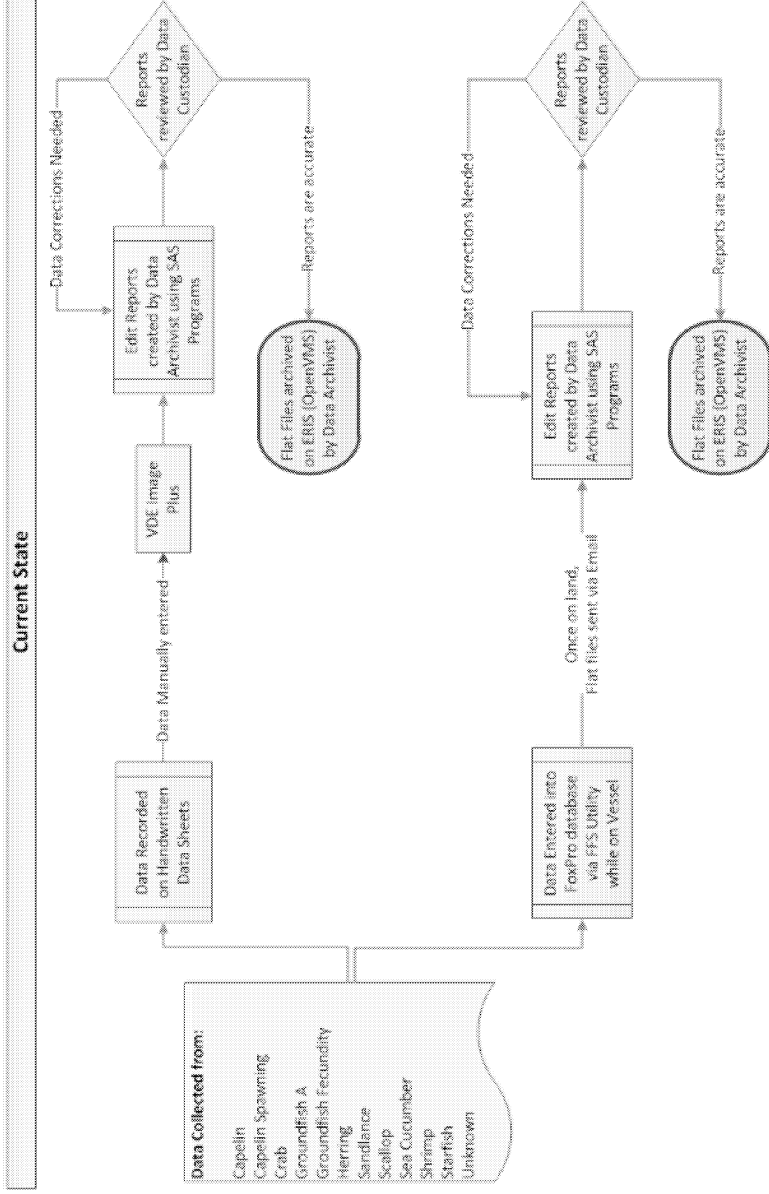 Current State
Data Collected from:
Capelin
Capelin Spawning
Crab
Groundfish A
Groundfish Fecundity
Herring
Sandlance
Scallop
Sea Cucumber
Shrimp
Starfish
Unknown
Data Recorded
on Handwritten
Data Sheets
Data Manually entered
VDE Image
Plus
Edit Reports
created by Data
Archivist using SAS
Programs
Data Corrections Needed
Reports
reviewed by Data
Custodian
Reports are accurate
Flat Files archived
on ERIS (OpenVMS)
by Data Archivist
Data Entered into
FoxPro database
via FFS Utility
while on Vessel
Once on land,
Flat files sent via Email
Edit Reports
created by Data
Archivist using SAS
Programs
Data Corrections Needed
Reports
reviewed by Data
Custodian
Reports are accurate
Flat Files archived
on ERIS (OpenVMS)
by Data Archivist